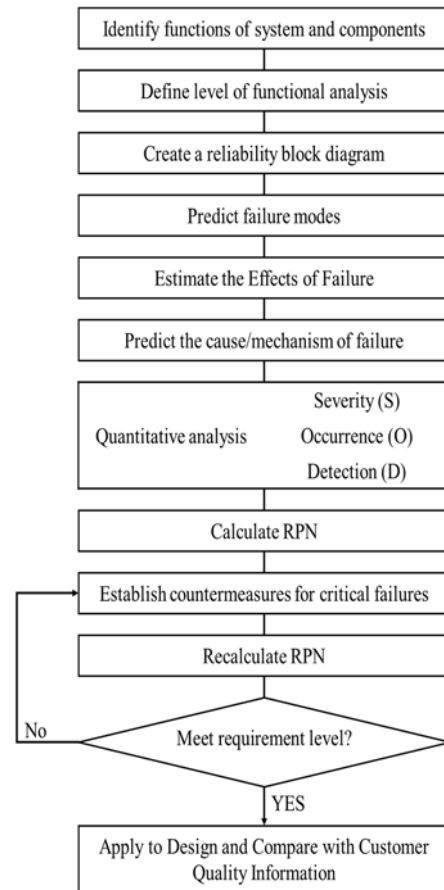 Identify functions of system and components
Define level of functional analysis
Create a reliability block diagram
Predict failure modes
Estimate the Effects of Failure
Predict the cause/mechanism of failure
Quantitative analysis
Severity (S)
Occurrence (O)
Detection (D)
Calculate RPN
Establish countermeasures for critical failures
Recalculate RPN
Meet requirement level?
No
YES
Apply to Design and Compare with Customer
Quality Information